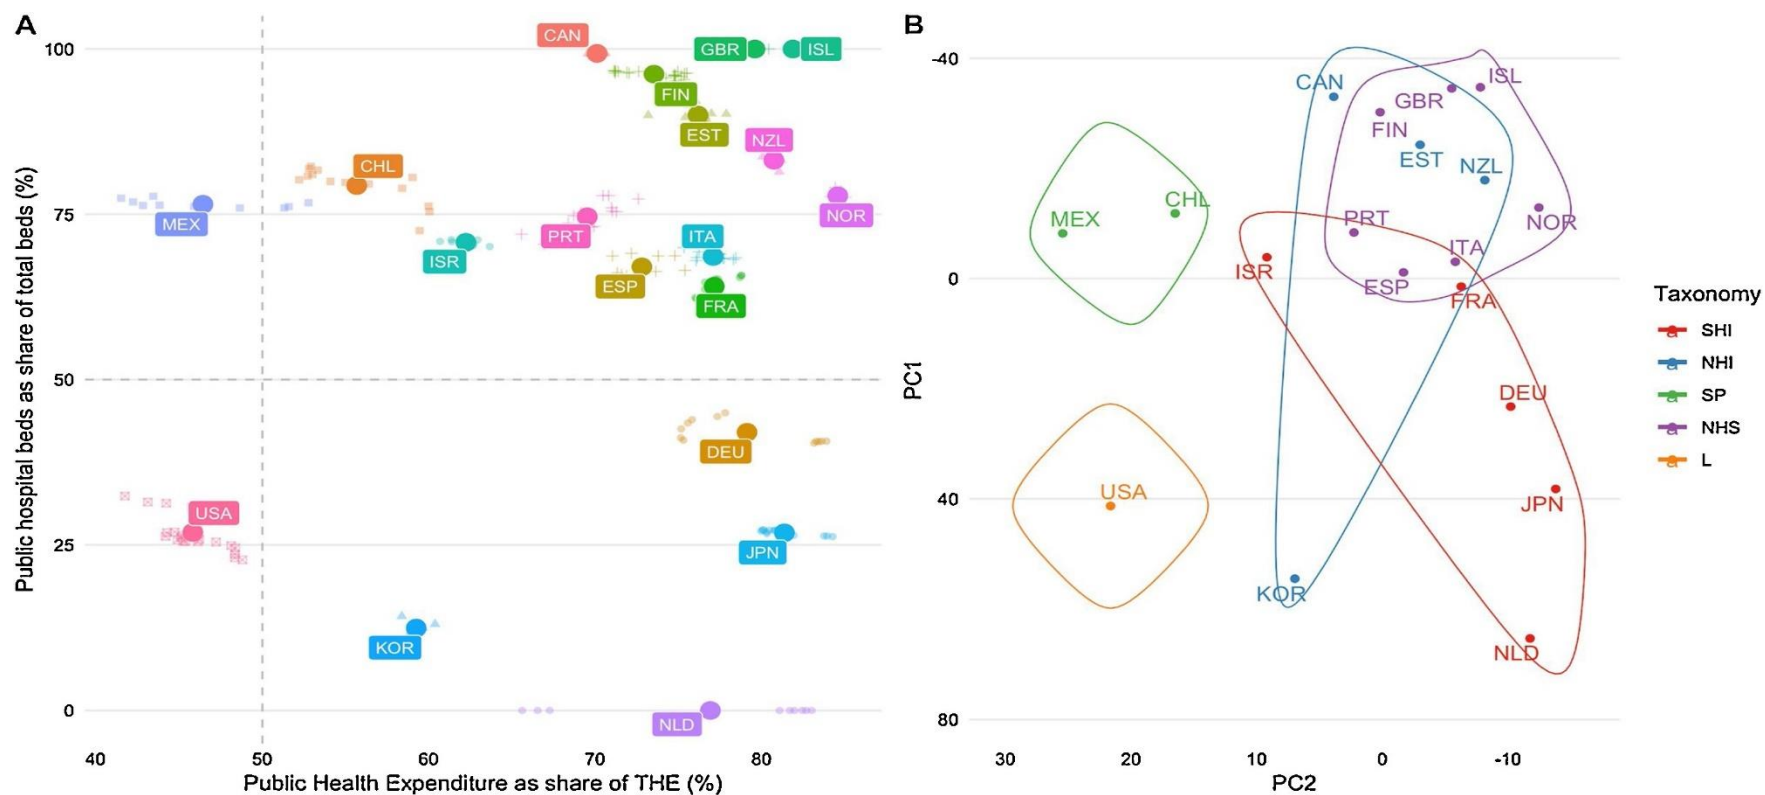 A
Public hospital beds as share of total beds (%)
100
75
50
25
0
CAN
GBR
ISL
FIN
EST
NZL
CHL
MEX
NOR
PRT
ITA
ISR
ESP
FRA
DEU
USA
JPN
KOR
NLD
40 50 60 70 80
Public Health Expenditure as share of THE (%)
B
PC1
-40
0
40
80
CAN
ISL
GBR
FIN
EST
NZL
CHL
MEX
PRT
NOR
ITA
ISR
ESP
FRA
DEU
USA
JPN
KOR
NLD
30 20 10 0 -10
PC2
Taxonomy
a SHI
a NHI
a SP
a NHS
a L